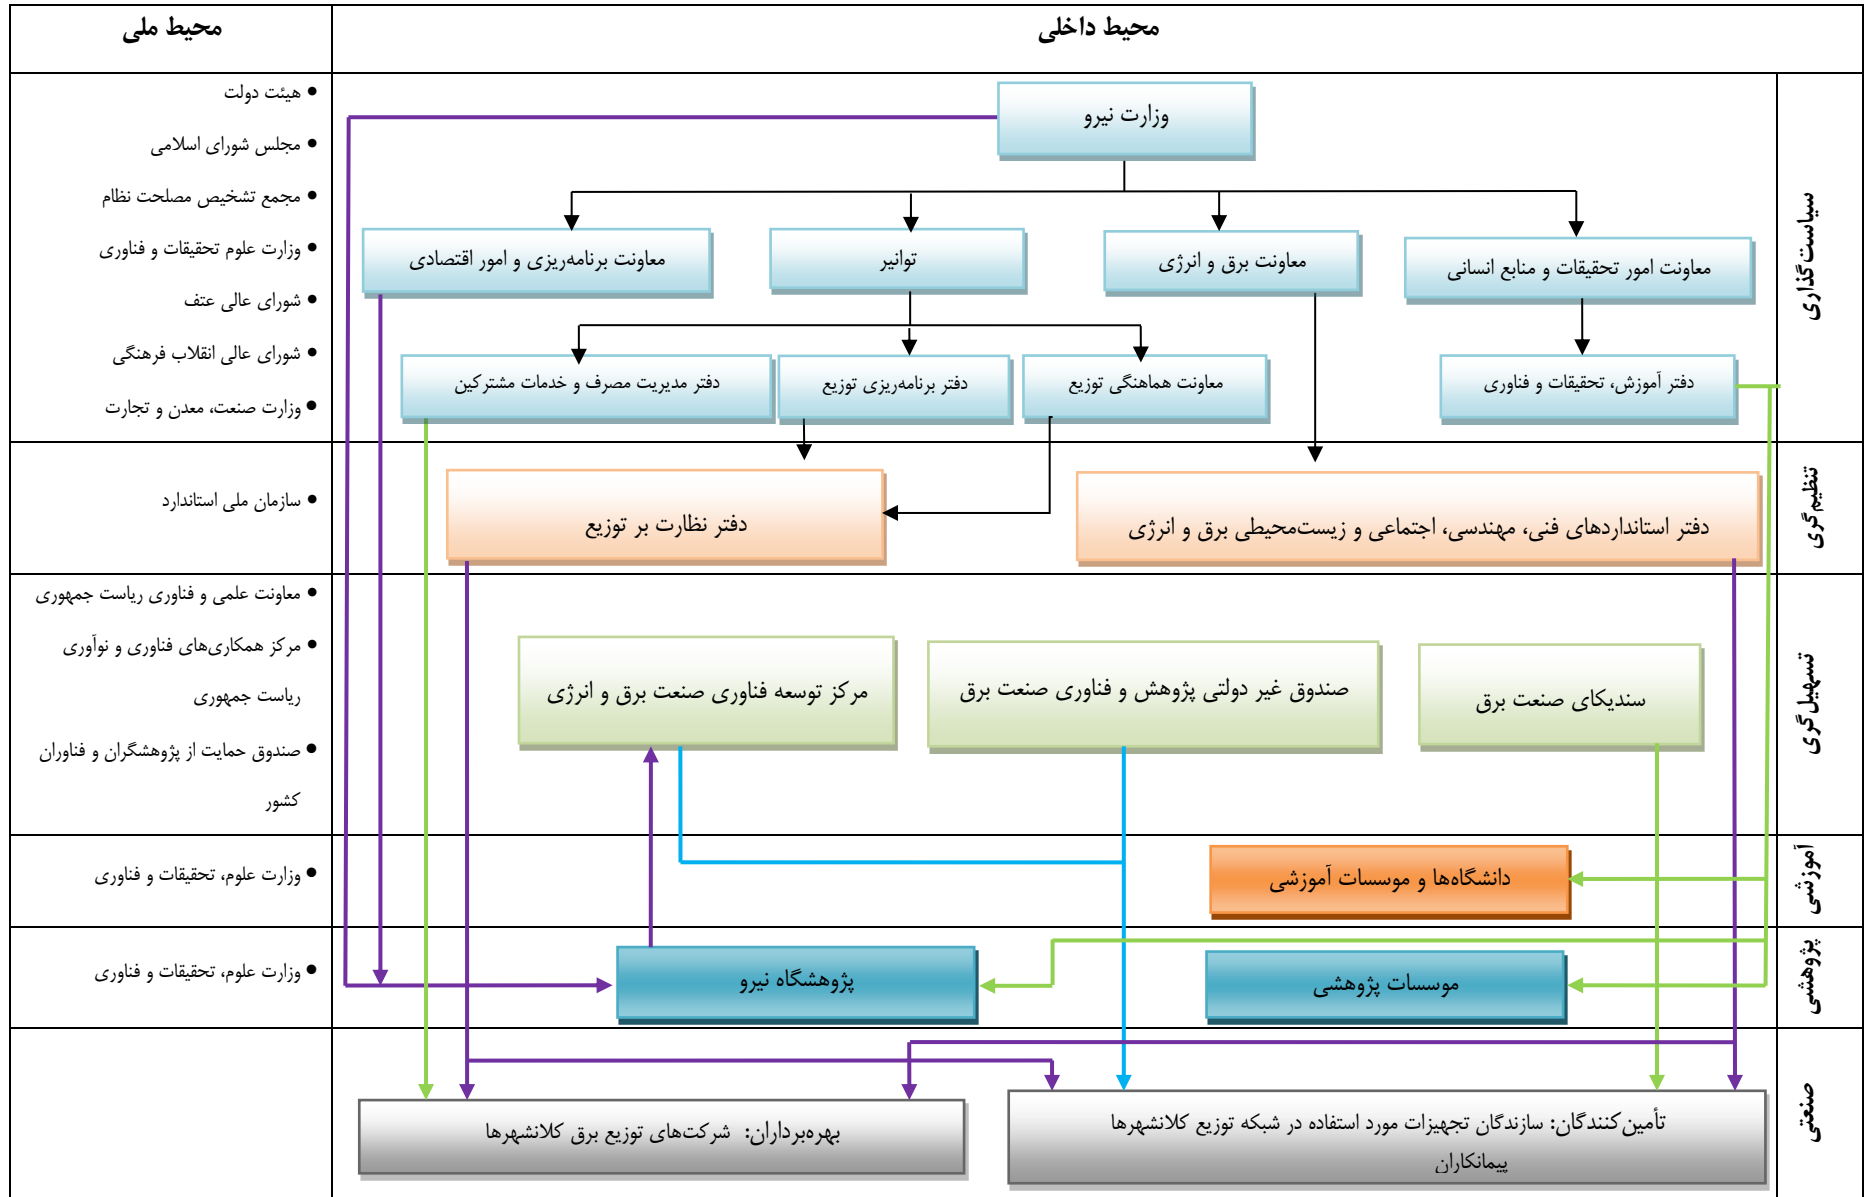 محیط داخلی
محیط ملی
سیاست‌گذاری
وزارت نیرو
معاونت امور تحقیقات و منابع انسانی
معاونت برق و انرژی
توانیر
معاونت برنامه‌ریزی و امور اقتصادی
دفتر آموزش، تحقیقات و فناوری
معاونت هماهنگی توزیع
دفتر برنامه‌ریزی توزیع
دفتر مدیریت مصرف و خدمات مشترکین
• هیئت دولت
• مجلس شورای اسلامی
• مجمع تشخیص مصلحت نظام
• وزارت علوم تحقیقات و فناوری
• شورای عالی عتف
• شورای عالی انقلاب فرهنگی
• وزارت صنعت، معدن و تجارت
تنظیم‌گری
دفتر استانداردهای فنی، مهندسی، اجتماعی و زیست‌محیطی برق و انرژی
دفتر نظارت بر توزیع
• سازمان ملی استاندارد
تسهیل‌گری
سندیکای صنعت برق
صندوق غیر دولتی پژوهش و فناوری صنعت برق
مرکز توسعه فناوری صنعت برق و انرژی
• معاونت علمی و فناوری ریاست جمهوری
• مرکز همکاری‌های فناوری و نوآوری
ریاست جمهوری
• صندوق حمایت از پژوهشگران و فناوران
کشور
آموزشی
دانشگاه‌ها و موسسات آموزشی
• وزارت علوم، تحقیقات و فناوری
پژوهشی
موسسات پژوهشی
پژوهشگاه نیرو
• وزارت علوم، تحقیقات و فناوری
صنعتی
تأمین‌کنندگان: سازندگان تجهیزات مورد استفاده در شبکه توزیع کلانشهرها
پیمانکاران
بهره‌برداران: شرکت‌های توزیع برق کلانشهرها